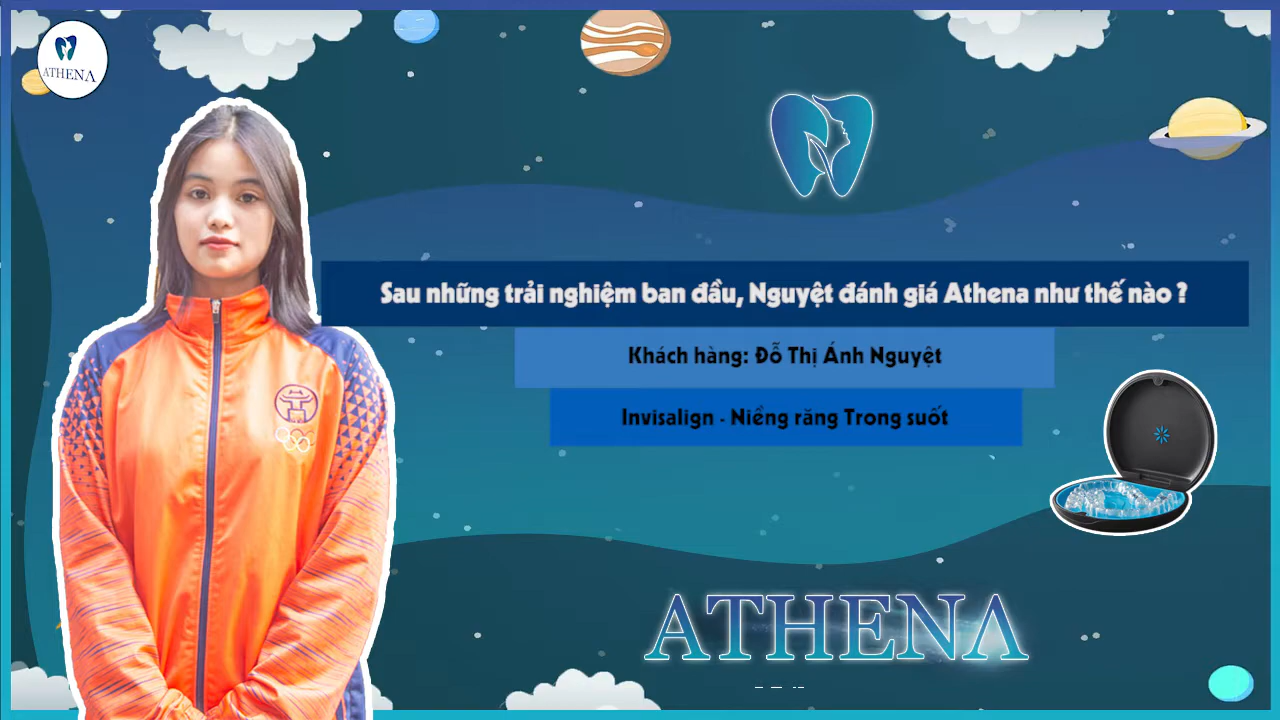 ATHENA
Sau những trải nghiệm ban đầu, Nguyệt đánh giá Athena như thế nào ?
Khách hàng: Đỗ Thị Ánh Nguyệt
Invisalign - Niềng răng Trong suốt
ATHENA